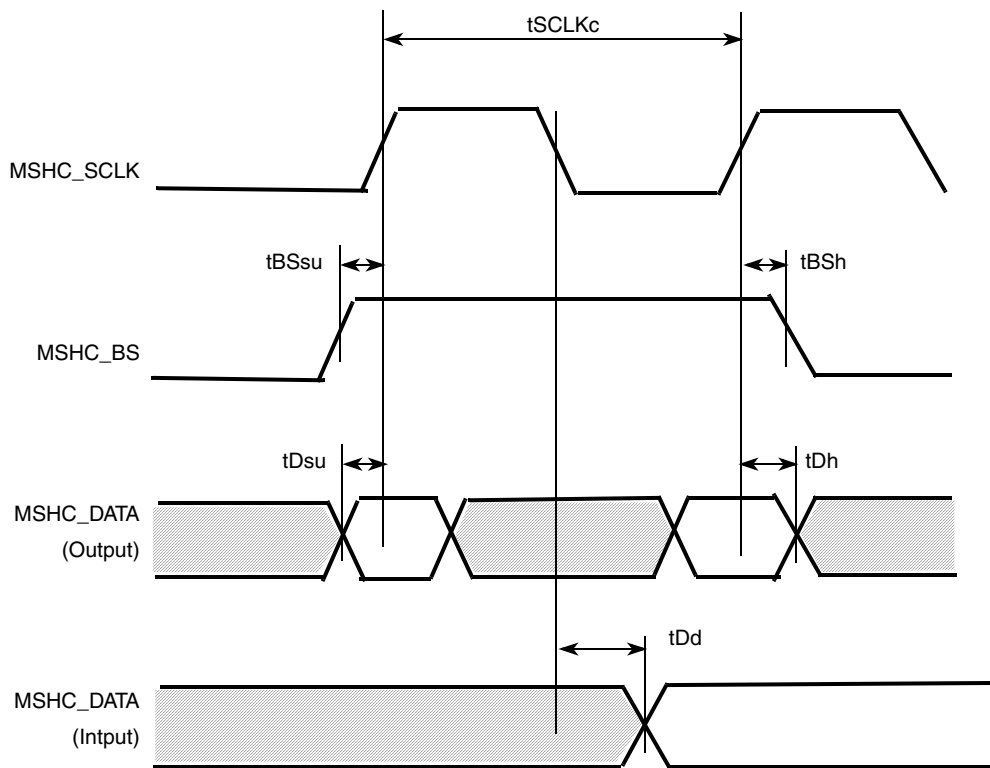 tSCLKc
MSHC_SCLK
tBSsu
tBSh
MSHC_BS
tDsu
tDh
MSHC_DATA
(Output)
tDd
MSHC_DATA
(Intput)